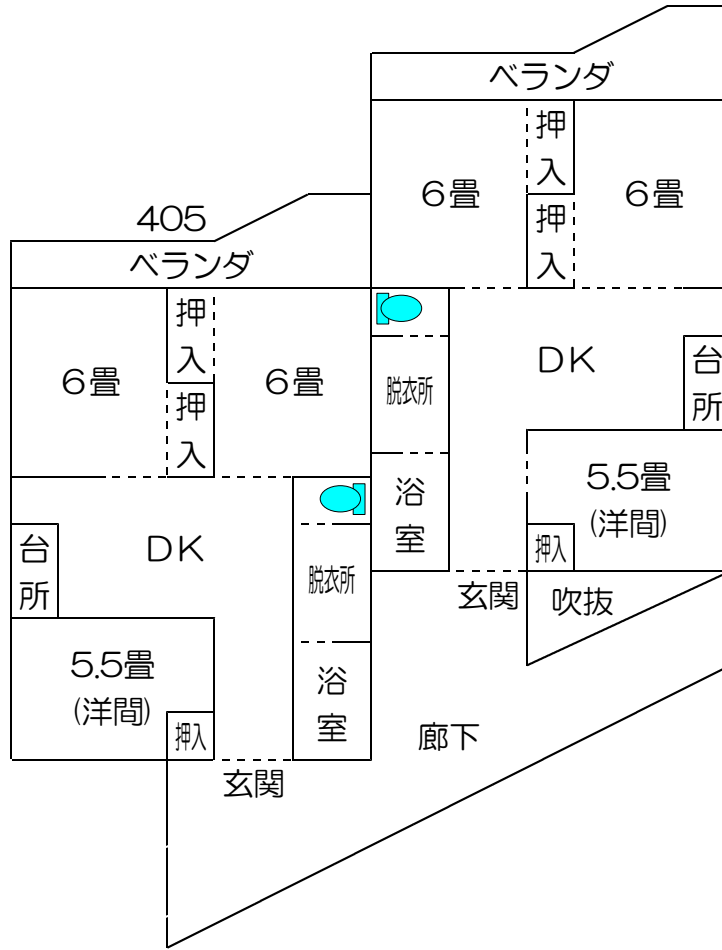 ベランダ
押入
6畳
6畳
押入
405
ベランダ
押入
DK
台所
6畳
6畳
脱衣所
押入
5.5畳
(洋間)
浴室
押入
台所
DK
玄関
吹抜
脱衣所
5.5畳
(洋間)
浴室
押入
廊下
玄関